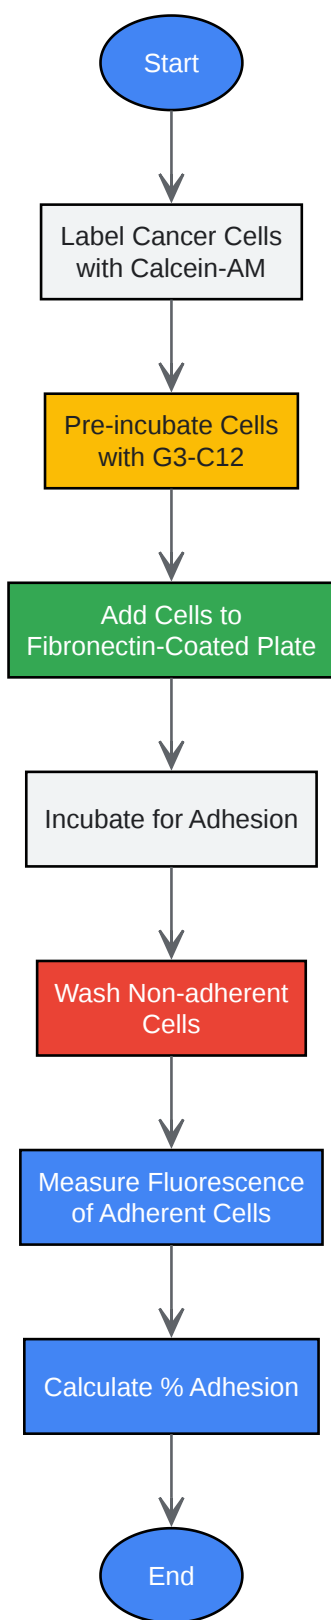 Start
Label Cancer Cells
with Calcein-AM
Pre-incubate Cells
with G3-C12
Add Cells to
Fibronectin-Coated Plate
Incubate for Adhesion
Wash Non-adherent
Cells
Measure Fluorescence
of Adherent Cells
Calculate % Adhesion
End